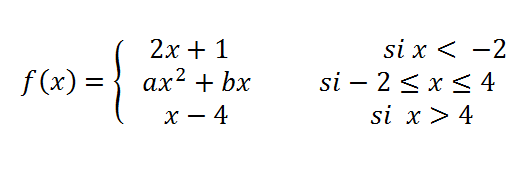 2x + 1 si x < −2
f(x) = { ax² + bx si − 2 ≤ x ≤ 4
x − 4 si x > 4